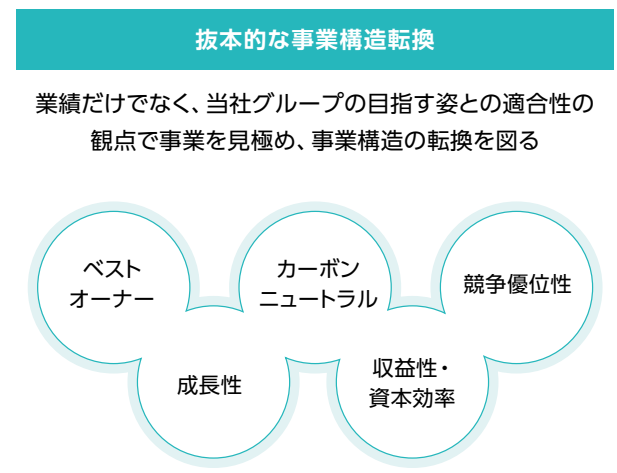 抜本的な事業構造転換
業績だけでなく、当社グループの目指す姿との適合性の
観点で事業を見極め、事業構造の転換を図る
ベスト
オーナー
カーボン
ニュートラル
競争優位性
成長性
収益性・
資本効率